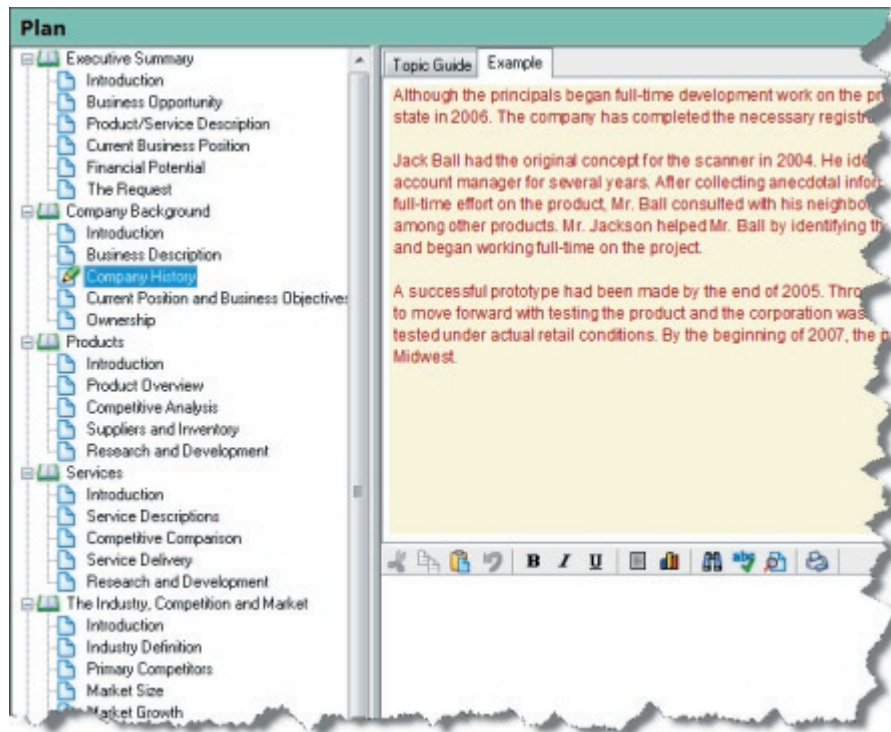 Plan
Executive Summary
Introduction
Business Opportunity
Product/Service Description
Current Business Position
Financial Potential
The Request
Company Background
Introduction
Business Description
Company History
Current Position and Business Objectives
Ownership
Products
Introduction
Product Overview
Competitive Analysis
Suppliers and Inventory
Research and Development
Services
Introduction
Service Descriptions
Competitive Comparison
Service Delivery
Research and Development
The Industry, Competition and Market
Introduction
Industry Definition
Primary Competitors
Market Size
Market Growth
Topic Guide Example
Although the principals began full-time development work on the
state in 2006. The company has completed the necessary
Jack Ball had the original concept for the scanner in 2004. He
account manager for several years. After collecting anecdotal
full-time effort on the product, Mr. Ball consulted with his
among other products. Mr. Jackson helped Mr. Ball by identifying
and began working full-time on the project.
A successful prototype had been made by the end of 2005.
to move forward with testing the product and the corporation was
tested under actual retail conditions. By the beginning of 2007, the
Midwest.
B I U
abc